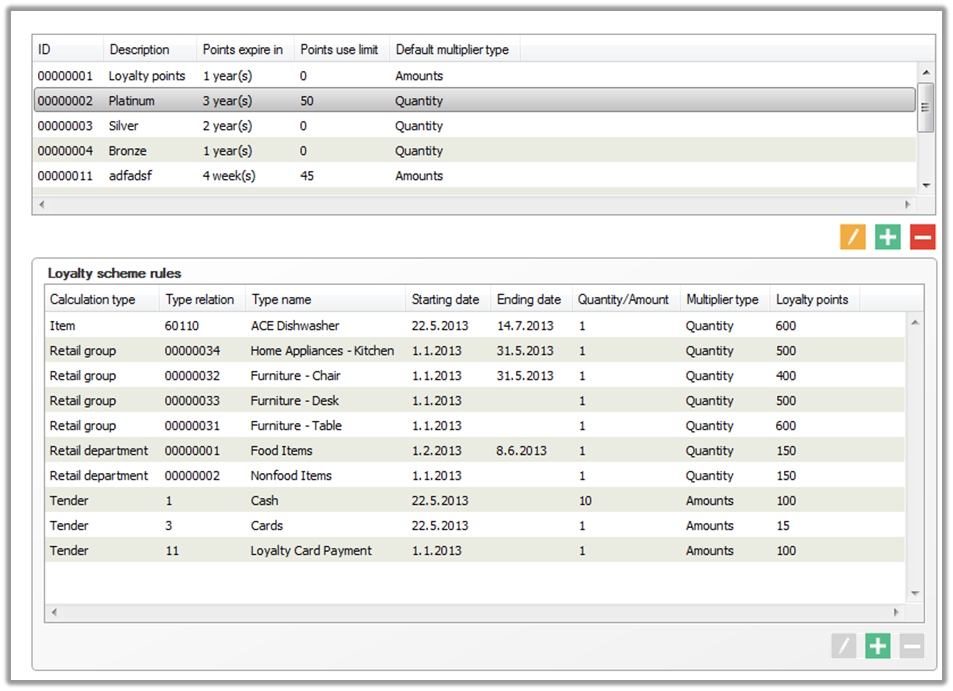 ID Description Points expire in Points use limit Default multiplier type
00000001 Loyalty points 1 year(s) 0 Amounts
00000002 Platinum 3 year(s) 50 Quantity
00000003 Silver 2 year(s) 0 Quantity
00000004 Bronze 1 year(s) 0 Quantity
00000011 adfadsf 4 week(s) 45 Amounts
Loyalty scheme rules
Calculation type Type relation Type name Starting date Ending date Quantity/Amount Multiplier type Loyalty points
Item 60110 ACE Dishwasher 22.5.2013 14.7.2013 1 Quantity 600
Retail group 00000034 Home Appliances - Kitchen 1.1.2013 31.5.2013 1 Quantity 500
Retail group 00000032 Furniture - Chair 1.1.2013 31.5.2013 1 Quantity 400
Retail group 00000033 Furniture - Desk 1.1.2013 1 Quantity 500
Retail group 00000031 Furniture - Table 1.1.2013 1 Quantity 600
Retail department 00000001 Food Items 1.2.2013 8.6.2013 1 Quantity 150
Retail department 00000002 Nonfood Items 1.1.2013 1 Quantity 150
Tender 1 Cash 22.5.2013 10 Amounts 100
Tender 3 Cards 22.5.2013 1 Amounts 15
Tender 11 Loyalty Card Payment 1.1.2013 1 Amounts 100